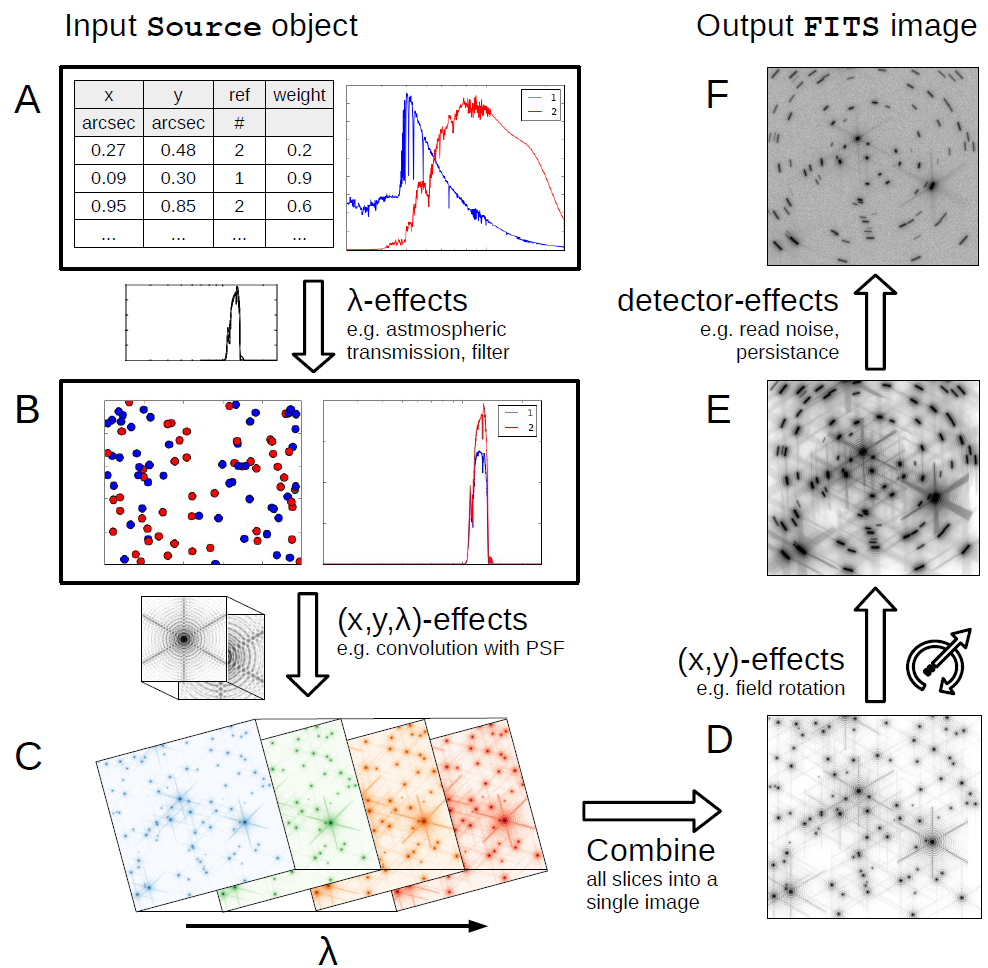 Input Source object
Output FITS image
A
x y ref weight
arcsec arcsec #
0.27 0.48 2 0.2
0.09 0.30 1 0.9
0.95 0.85 2 0.6
... ... ... ...
1
2
λ-effects
e.g. astmospheric
transmission, filter
B
1
2
(x,y,λ)-effects
e.g. convolution with PSF
C
λ
Combine
all slices into a
single image
D
(x,y)-effects
e.g. field rotation
E
detector-effects
e.g. read noise,
persistance
F